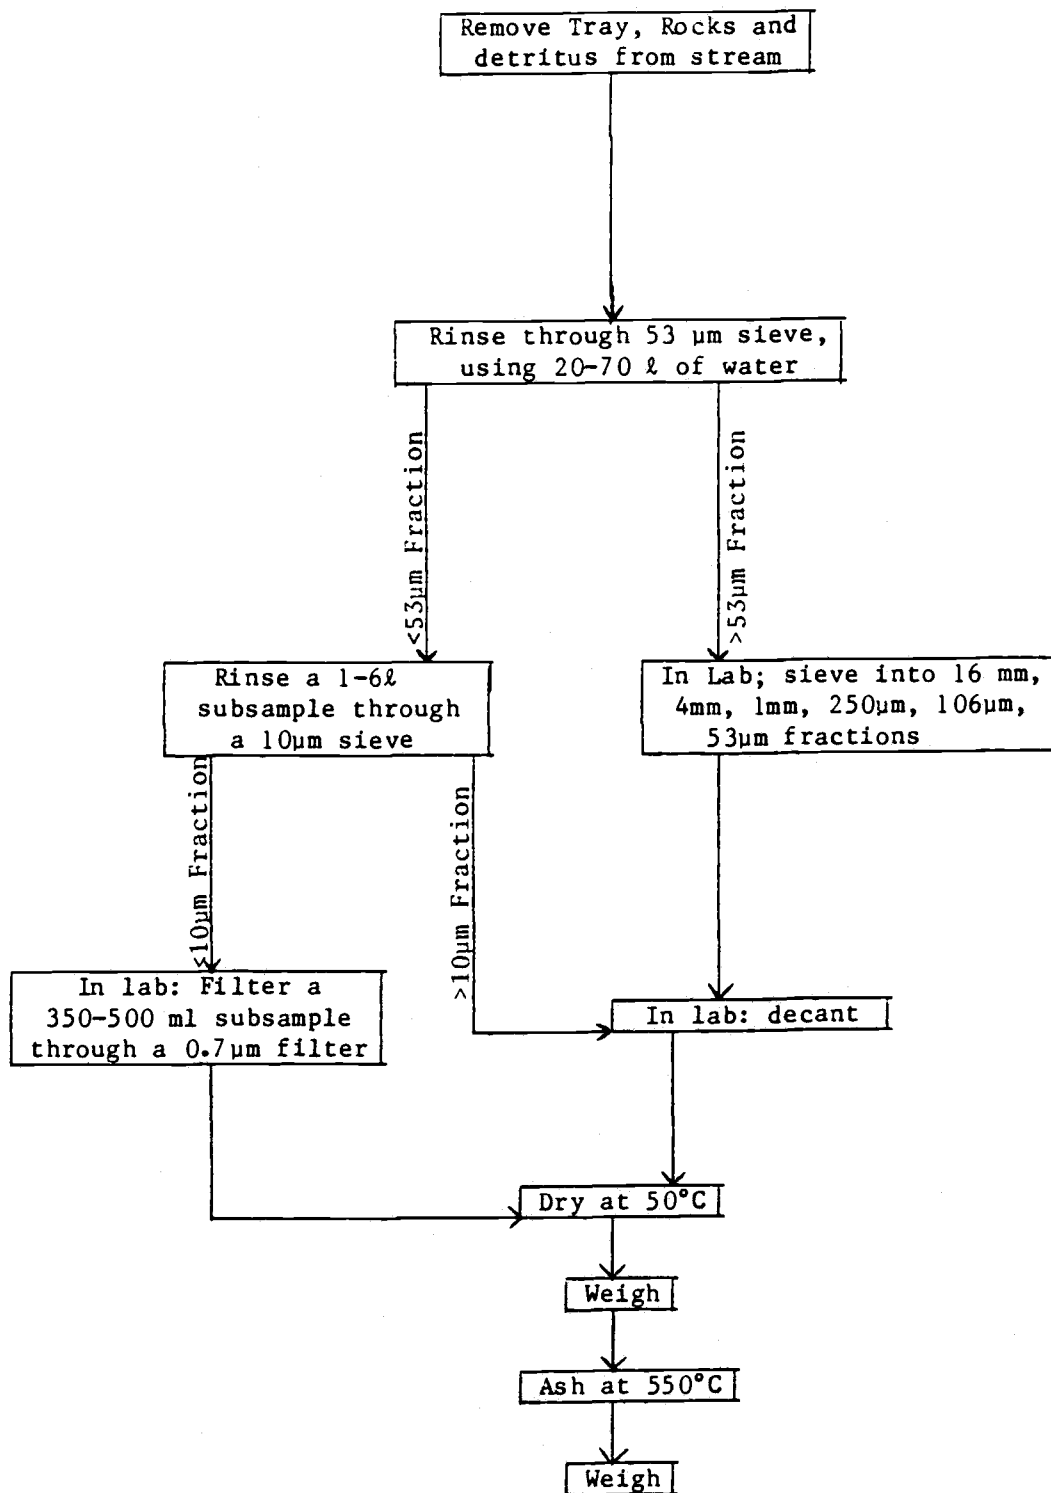 Remove Tray, Rocks and
detritus from stream
Rinse through 53 µm sieve,
using 20-70 ℓ of water
<53µm Fraction
>53µm Fraction
Rinse a 1-6ℓ
subsample through
a 10µm sieve
In Lab; sieve into 16 mm,
4mm, 1mm, 250µm, 106µm,
53µm fractions
<10µm Fraction
>10µm Fraction
In lab: Filter a
350-500 ml subsample
through a 0.7µm filter
In lab: decant
Dry at 50°C
Weigh
Ash at 550°C
Weigh